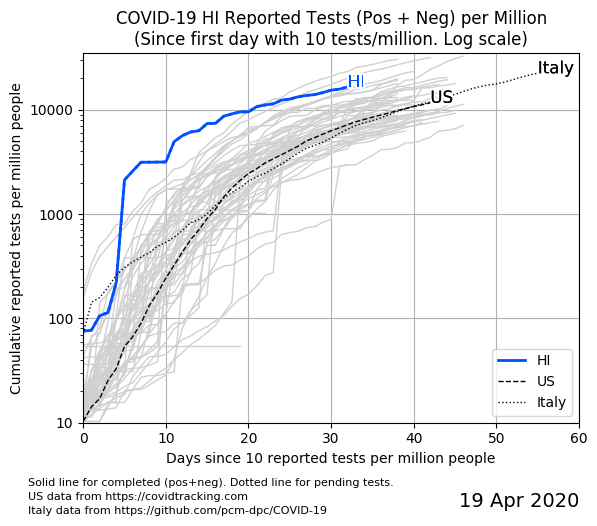 COVID-19 HI Reported Tests (Pos + Neg) per Million
(Since first day with 10 tests/million. Log scale)
Cumulative reported tests per million people
10000
1000
100
10
HI
US
Italy
HI
US
Italy
0
10
20
30
40
50
60
Days since 10 reported tests per million people
Solid line for completed (pos+neg). Dotted line for pending tests.
US data from https://covidtracking.com
Italy data from https://github.com/pcm-dpc/COVID-19
19 Apr 2020